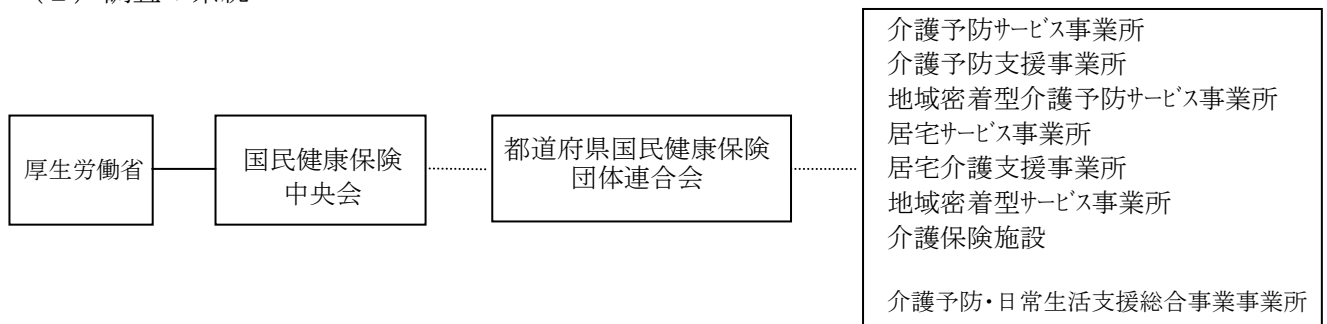 厚生労働省
国民健康保険
中央会
都道府県国民健康保険
団体連合会
介護予防ｻｰﾋﾞｽ事業所
介護予防支援事業所
地域密着型介護予防ｻｰﾋﾞｽ事業所
居宅ｻｰﾋﾞｽ事業所
居宅介護支援事業所
地域密着型ｻｰﾋﾞｽ事業所
介護保険施設
介護予防・日常生活支援総合事業事業所